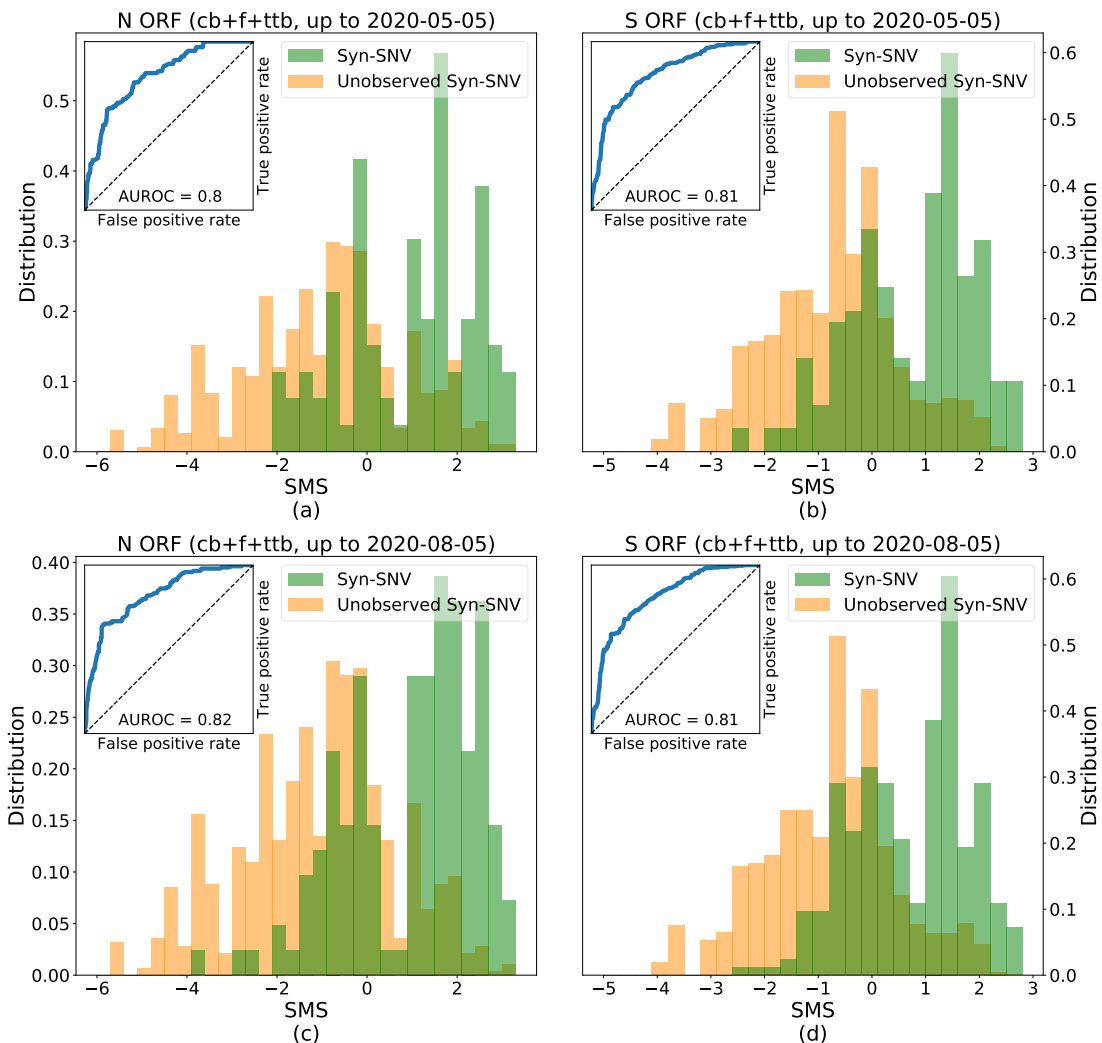 N ORF (cb+f+ttb, up to 2020-05-05)
Syn-SNV
Unobserved Syn-SNV
True positive rate
AUROC = 0.8
False positive rate
Distribution
0.5
0.4
0.3
0.2
0.1
0.0
−6 −4 −2 0 2
SMS
(a)
S ORF (cb+f+ttb, up to 2020-05-05)
Syn-SNV
Unobserved Syn-SNV
True positive rate
AUROC = 0.81
False positive rate
Distribution
0.6
0.5
0.4
0.3
0.2
0.1
0.0
−5 −4 −3 −2 −1 0 1 2 3
SMS
(b)
N ORF (cb+f+ttb, up to 2020-08-05)
Syn-SNV
Unobserved Syn-SNV
True positive rate
AUROC = 0.82
False positive rate
Distribution
0.40
0.35
0.30
0.25
0.20
0.15
0.10
0.05
0.00
−6 −4 −2 0 2
SMS
(c)
S ORF (cb+f+ttb, up to 2020-08-05)
Syn-SNV
Unobserved Syn-SNV
True positive rate
AUROC = 0.81
False positive rate
Distribution
0.6
0.5
0.4
0.3
0.2
0.1
0.0
−5 −4 −3 −2 −1 0 1 2 3
SMS
(d)